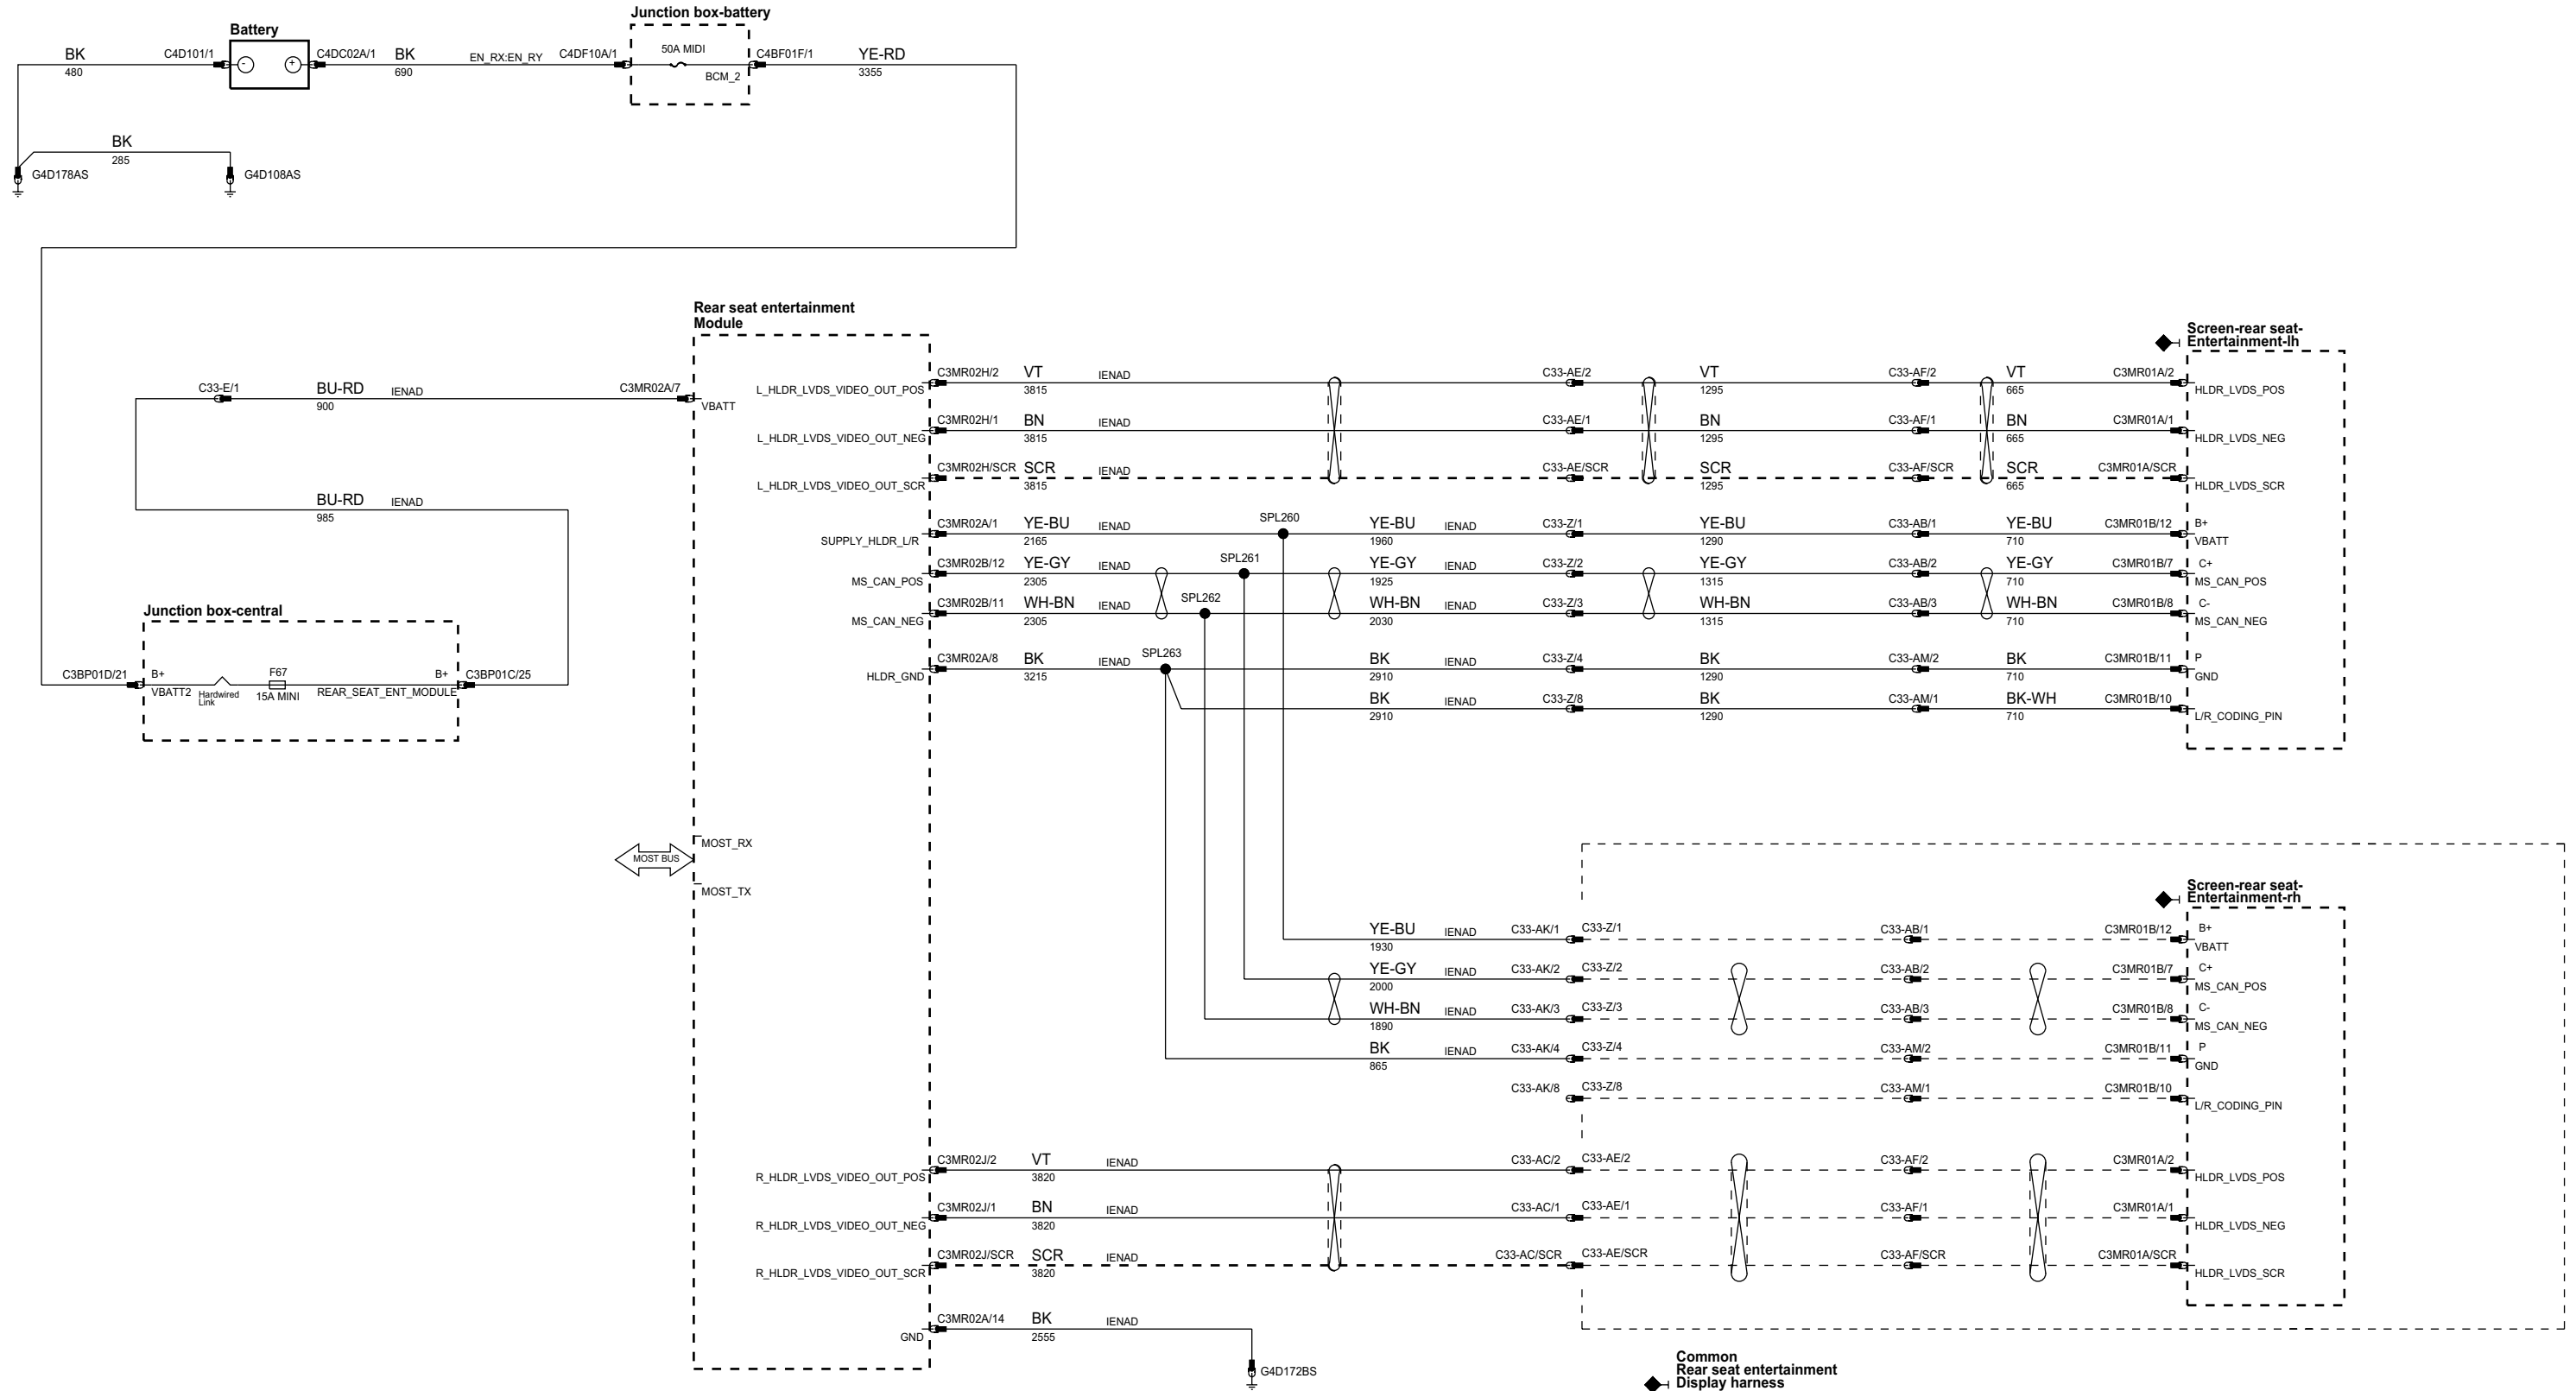 Junction box-battery
Battery
BK
480
C4D101/1
-
+
C4DC02A/1
BK
690
EN_RX:EN_RY
C4DF10A/1
50A MIDI
BCM_2
C4BF01F/1
YE-RD
3355
BK
285
G4D178AS
G4D108AS
Rear seat entertainment
Module
C33-E/1
BU-RD
900
IENAD
C3MR02A/7
VBATT
BU-RD
985
IENAD
Junction box-central
C3BP01D/21
B+
VBATT2
Hardwired
Link
F67
15A MINI
B+
REAR_SEAT_ENT_MODULE
C3BP01C/25
MOST BUS
MOST_RX
MOST_TX
Screen-rear seat-
Entertainment-lh
L_HLDR_LVDS_VIDEO_OUT_POS
C3MR02H/2
VT
3815
IENAD
C33-AE/2
VT
1295
C33-AF/2
VT
665
C3MR01A/2
HLDR_LVDS_POS
L_HLDR_LVDS_VIDEO_OUT_NEG
C3MR02H/1
BN
3815
IENAD
C33-AE/1
BN
1295
C33-AF/1
BN
665
C3MR01A/1
HLDR_LVDS_NEG
L_HLDR_LVDS_VIDEO_OUT_SCR
C3MR02H/SCR
SCR
3815
IENAD
C33-AE/SCR
SCR
1295
C33-AF/SCR
SCR
665
C3MR01A/SCR
HLDR_LVDS_SCR
SUPPLY_HLDR_L/R
C3MR02A/1
YE-BU
2165
IENAD
SPL260
YE-BU
1960
IENAD
C33-Z/1
YE-BU
1290
C33-AB/1
YE-BU
710
C3MR01B/12
B+
VBATT
MS_CAN_POS
C3MR02B/12
YE-GY
2305
IENAD
SPL261
YE-GY
1925
IENAD
C33-Z/2
YE-GY
1315
C33-AB/2
YE-GY
710
C3MR01B/7
C+
MS_CAN_POS
MS_CAN_NEG
C3MR02B/11
WH-BN
2305
IENAD
SPL262
WH-BN
2030
IENAD
C33-Z/3
WH-BN
1315
C33-AB/3
WH-BN
710
C3MR01B/8
C-
MS_CAN_NEG
HLDR_GND
C3MR02A/8
BK
3215
IENAD
SPL263
BK
2910
IENAD
C33-Z/4
BK
1290
C33-AM/2
BK
710
C3MR01B/11
P
GND
BK
2910
IENAD
C33-Z/8
BK
1290
C33-AM/1
BK-WH
710
C3MR01B/10
L/R_CODING_PIN
Screen-rear seat-
Entertainment-rh
YE-BU
1930
IENAD
C33-AK/1
C33-Z/1
C33-AB/1
C3MR01B/12
B+
VBATT
YE-GY
2000
IENAD
C33-AK/2
C33-Z/2
C33-AB/2
C3MR01B/7
C+
MS_CAN_POS
WH-BN
1890
IENAD
C33-AK/3
C33-Z/3
C33-AB/3
C3MR01B/8
C-
MS_CAN_NEG
BK
865
IENAD
C33-AK/4
C33-Z/4
C33-AM/2
C3MR01B/11
P
GND
C33-AK/8
C33-Z/8
C33-AM/1
C3MR01B/10
L/R_CODING_PIN
R_HLDR_LVDS_VIDEO_OUT_POS
C3MR02J/2
VT
3820
IENAD
C33-AC/2
C33-AE/2
C33-AF/2
C3MR01A/2
HLDR_LVDS_POS
R_HLDR_LVDS_VIDEO_OUT_NEG
C3MR02J/1
BN
3820
IENAD
C33-AC/1
C33-AE/1
C33-AF/1
C3MR01A/1
HLDR_LVDS_NEG
R_HLDR_LVDS_VIDEO_OUT_SCR
C3MR02J/SCR
SCR
3820
IENAD
C33-AC/SCR
C33-AE/SCR
C33-AF/SCR
C3MR01A/SCR
HLDR_LVDS_SCR
GND
C3MR02A/14
BK
2555
IENAD
G4D172BS
Common
Rear seat entertainment
Display harness